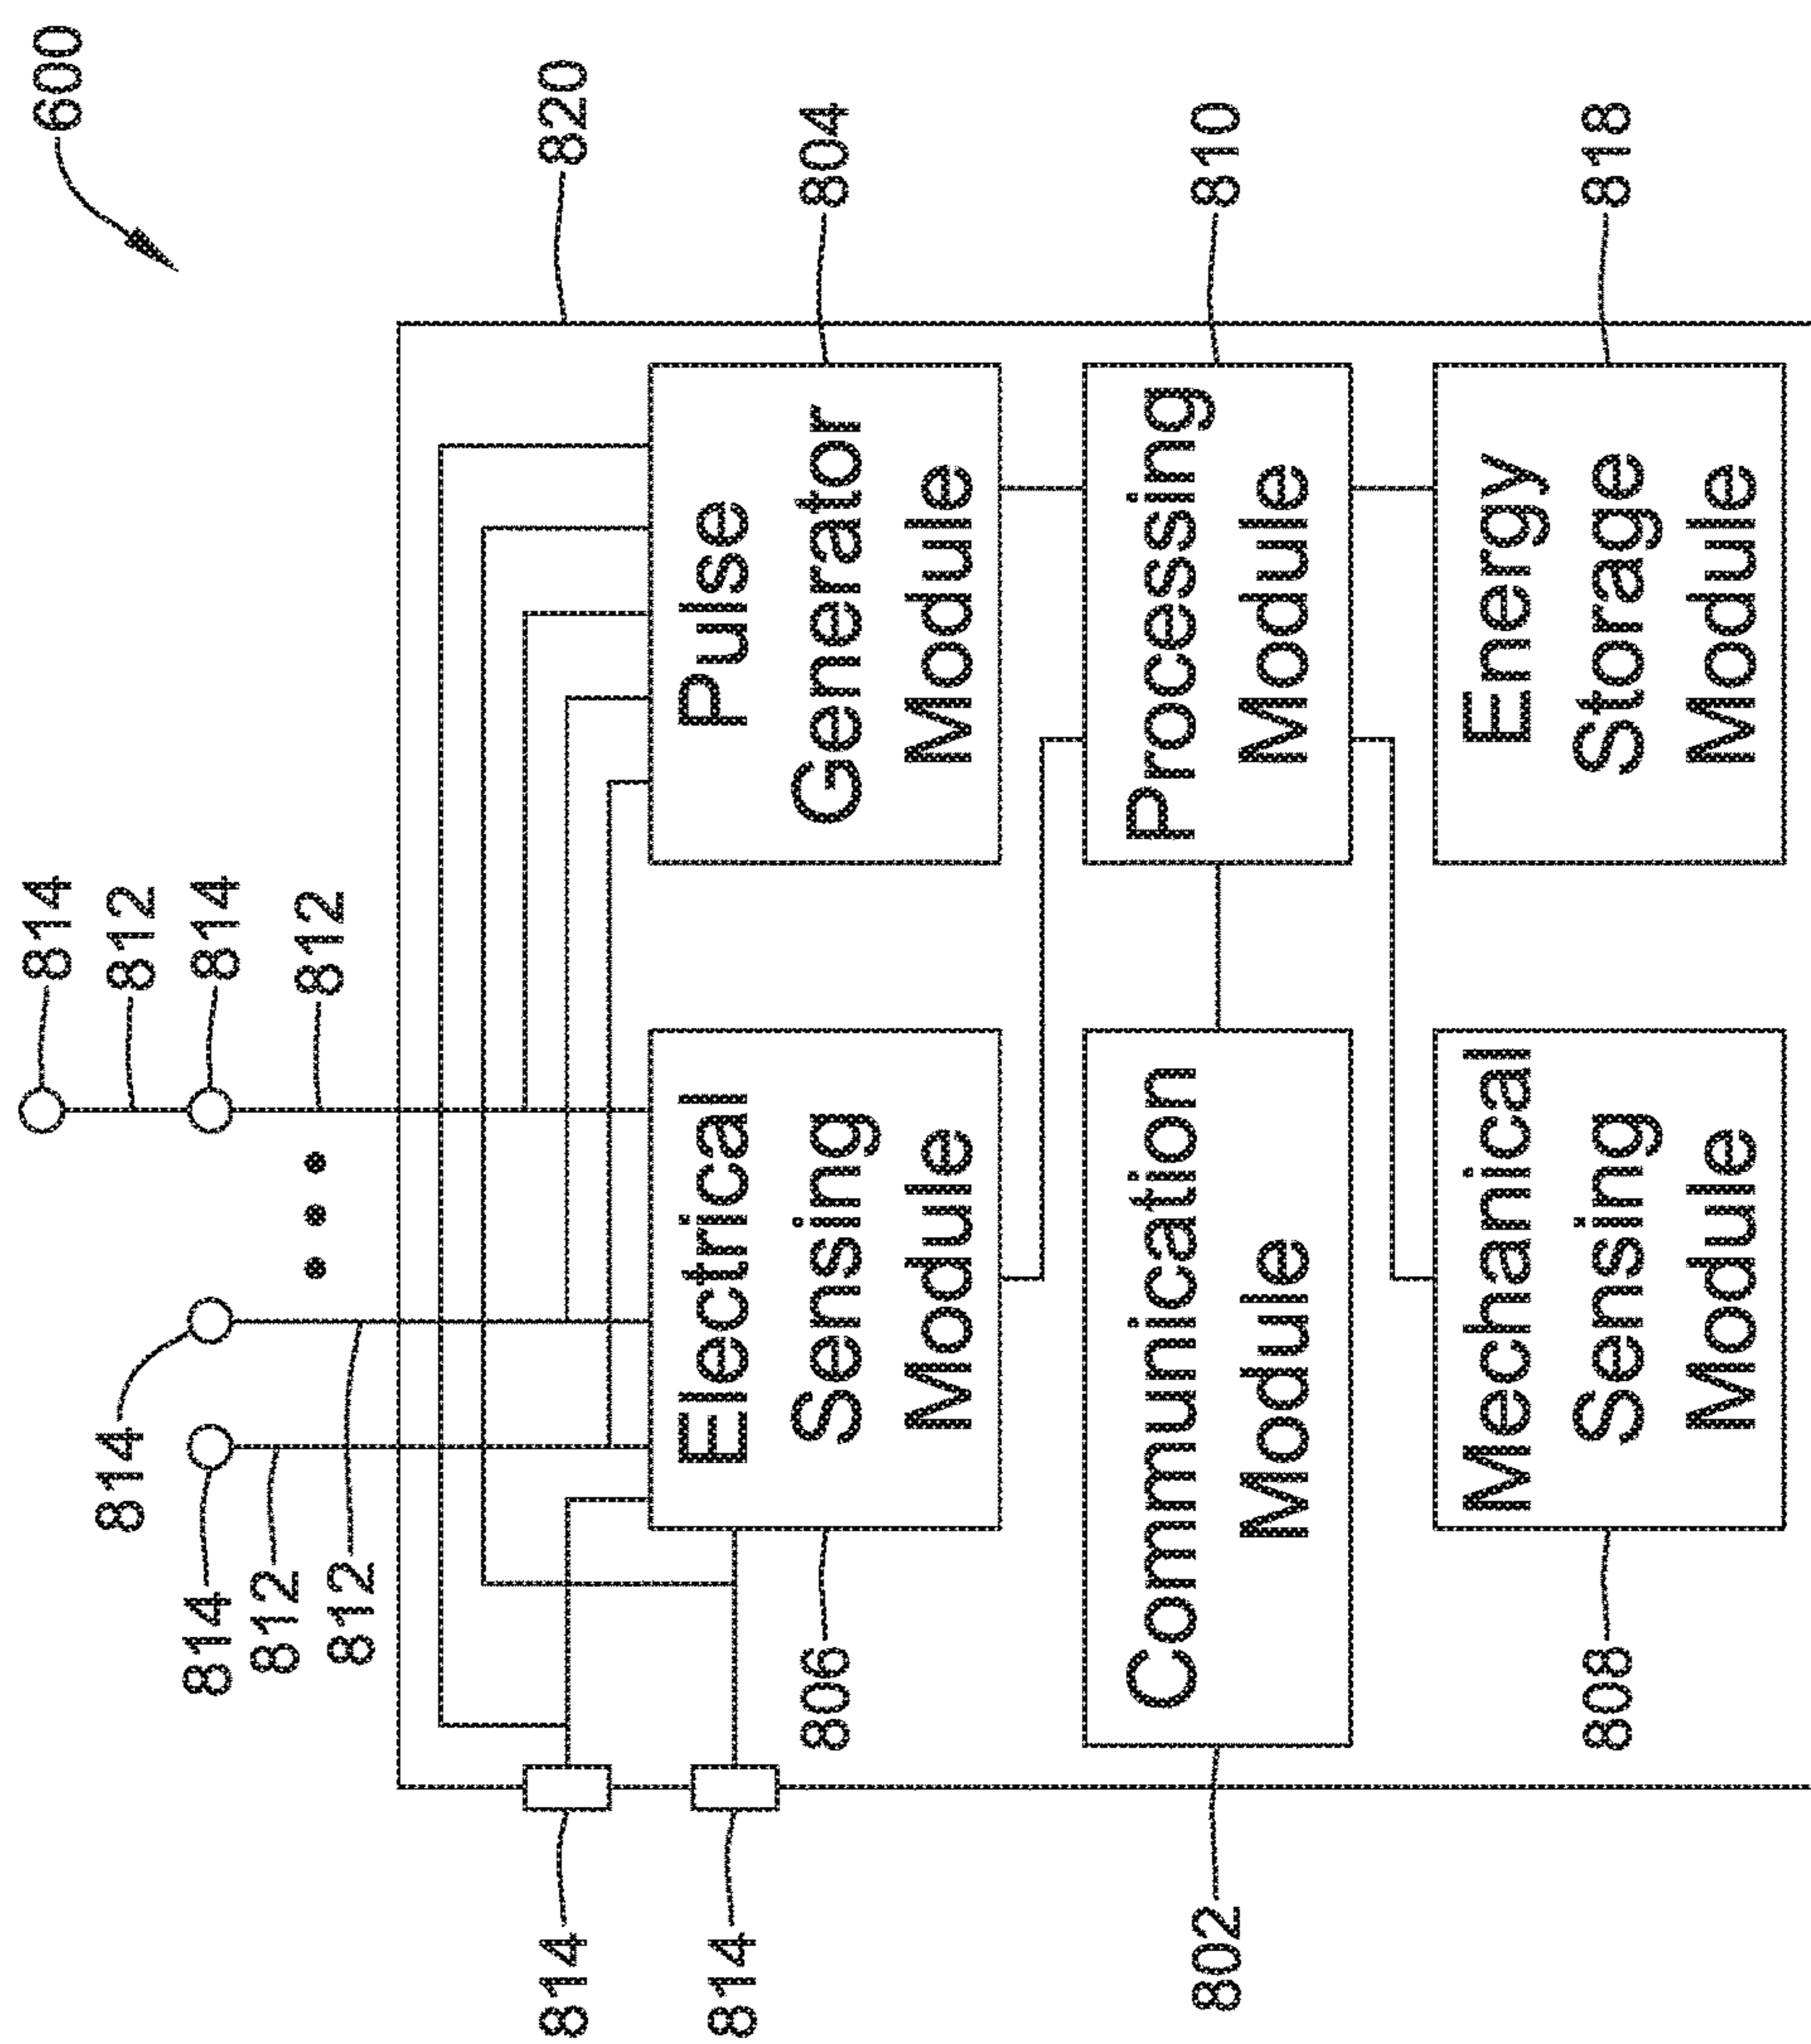 814
600
814
812
814
814
812
812
812
814
820
814
Electrical
Sensing
Module
Pulse
Generator
Module
806
804
802
Communication
Module
Processing
Module
810
808
Mechanical
Sensing
Module
Energy
Storage
Module
818